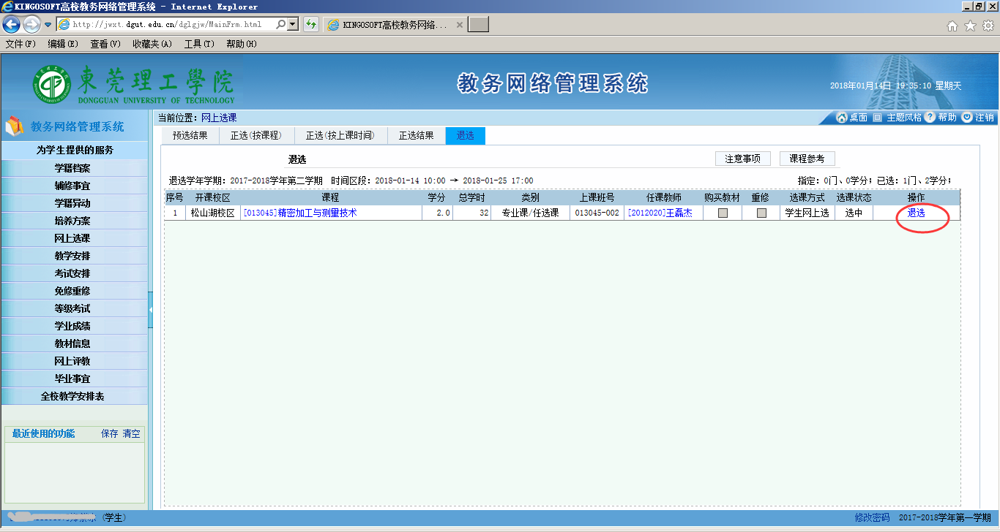 KINGOSOFT高校教务网络管理系统 - Internet Explorer
http://jwxt.dgut.edu.cn/dglgjw/MainFrm.html
KINGOSOFT高校教务网络...
文件(F) 编辑(E) 查看(V) 收藏夹(A) 工具(T) 帮助(H)
東莞理工學院
DONGGUAN UNIVERSITY OF TECHNOLOGY
教务网络管理系统
2018年01月14日 19:35:10 星期天
教务网络管理系统
当前位置：网上选课
桌面 主题风格 帮助 注销
预选结果 正选(按课程) 正选(按上课时间) 正选结果 退选
为学生提供的服务
学籍档案
辅修事宜
学籍异动
培养方案
网上选课
教学安排
考试安排
免修重修
等级考试
学业成绩
教材信息
网上评教
毕业事宜
全校教学安排表
最近使用的功能 保存 清空
退选
注意事项 课程参考
退选学年学期：2017-2018学年第二学期 时间区段：2018-01-14 10:00 → 2018-01-25 17:00
指定：0门、0学分；已选：1门、2学分；
序号 开课校区 课程 学分 总学时 类别 上课班号 任课教师 购买教材 重修 选课方式 选课状态 操作
1 松山湖校区 [013045]精密加工与测量技术 2.0 32 专业课/任选课 013045-002 [2012020]王磊杰 学生网上选 选中 退选
(学生)
修改密码 2017-2018学年第一学期